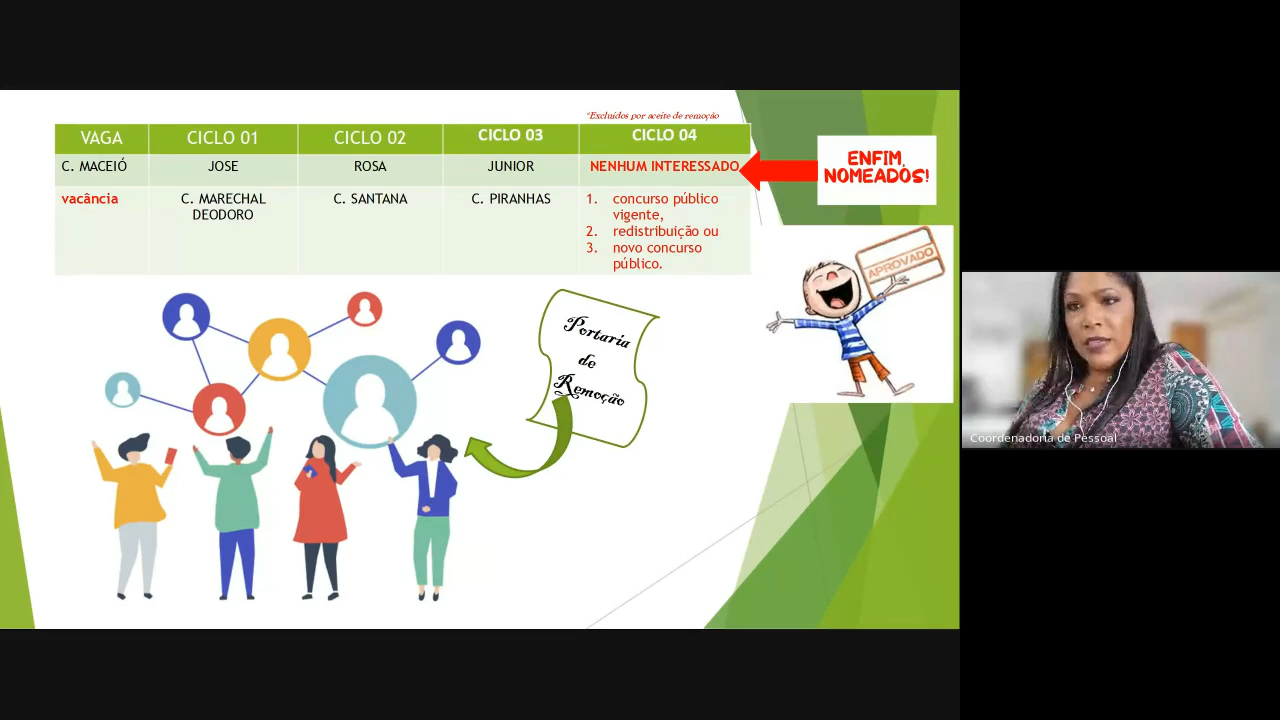 *Excluídos por aceite de remoção
VAGA CICLO 01 CICLO 02 CICLO 03 CICLO 04
C. MACEIÓ JOSE ROSA JUNIOR NENHUM INTERESSADO
vacância
C. MARECHAL
DEODORO
C. SANTANA
C. PIRANHAS
1. concurso público
vigente,
2. redistribuição ou
3. novo concurso
público.
ENFIM,
NOMEADOS!
APROVADO
Portaria
de
Remoção
Coordenadoria de Pessoal